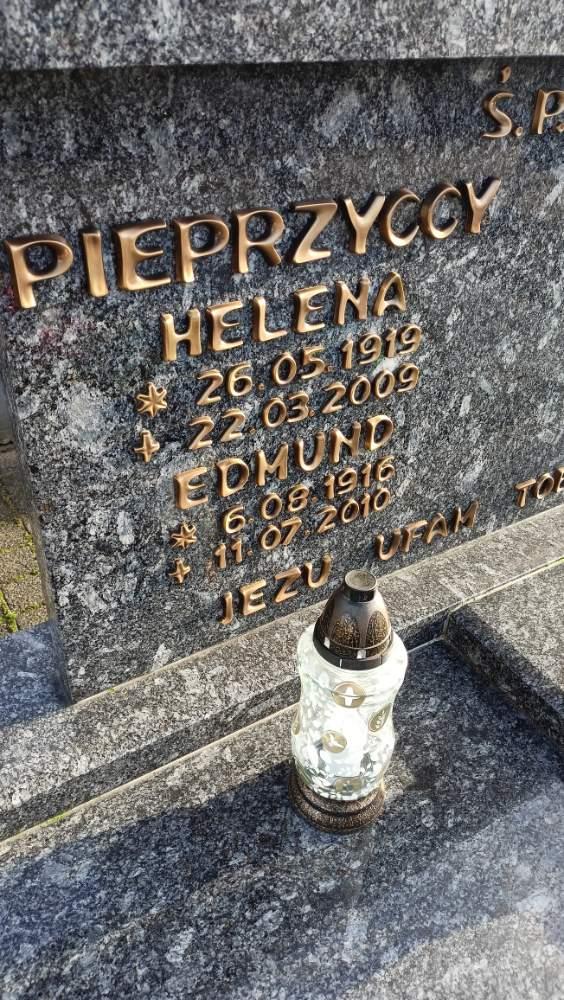 Ś.P.
PIEPRZYCCY
HELENA
* 26.05.1919
+ 22.03.2009
EDMUND
* 6.08.1916
+ 11.07.2010
JEZU UFAM